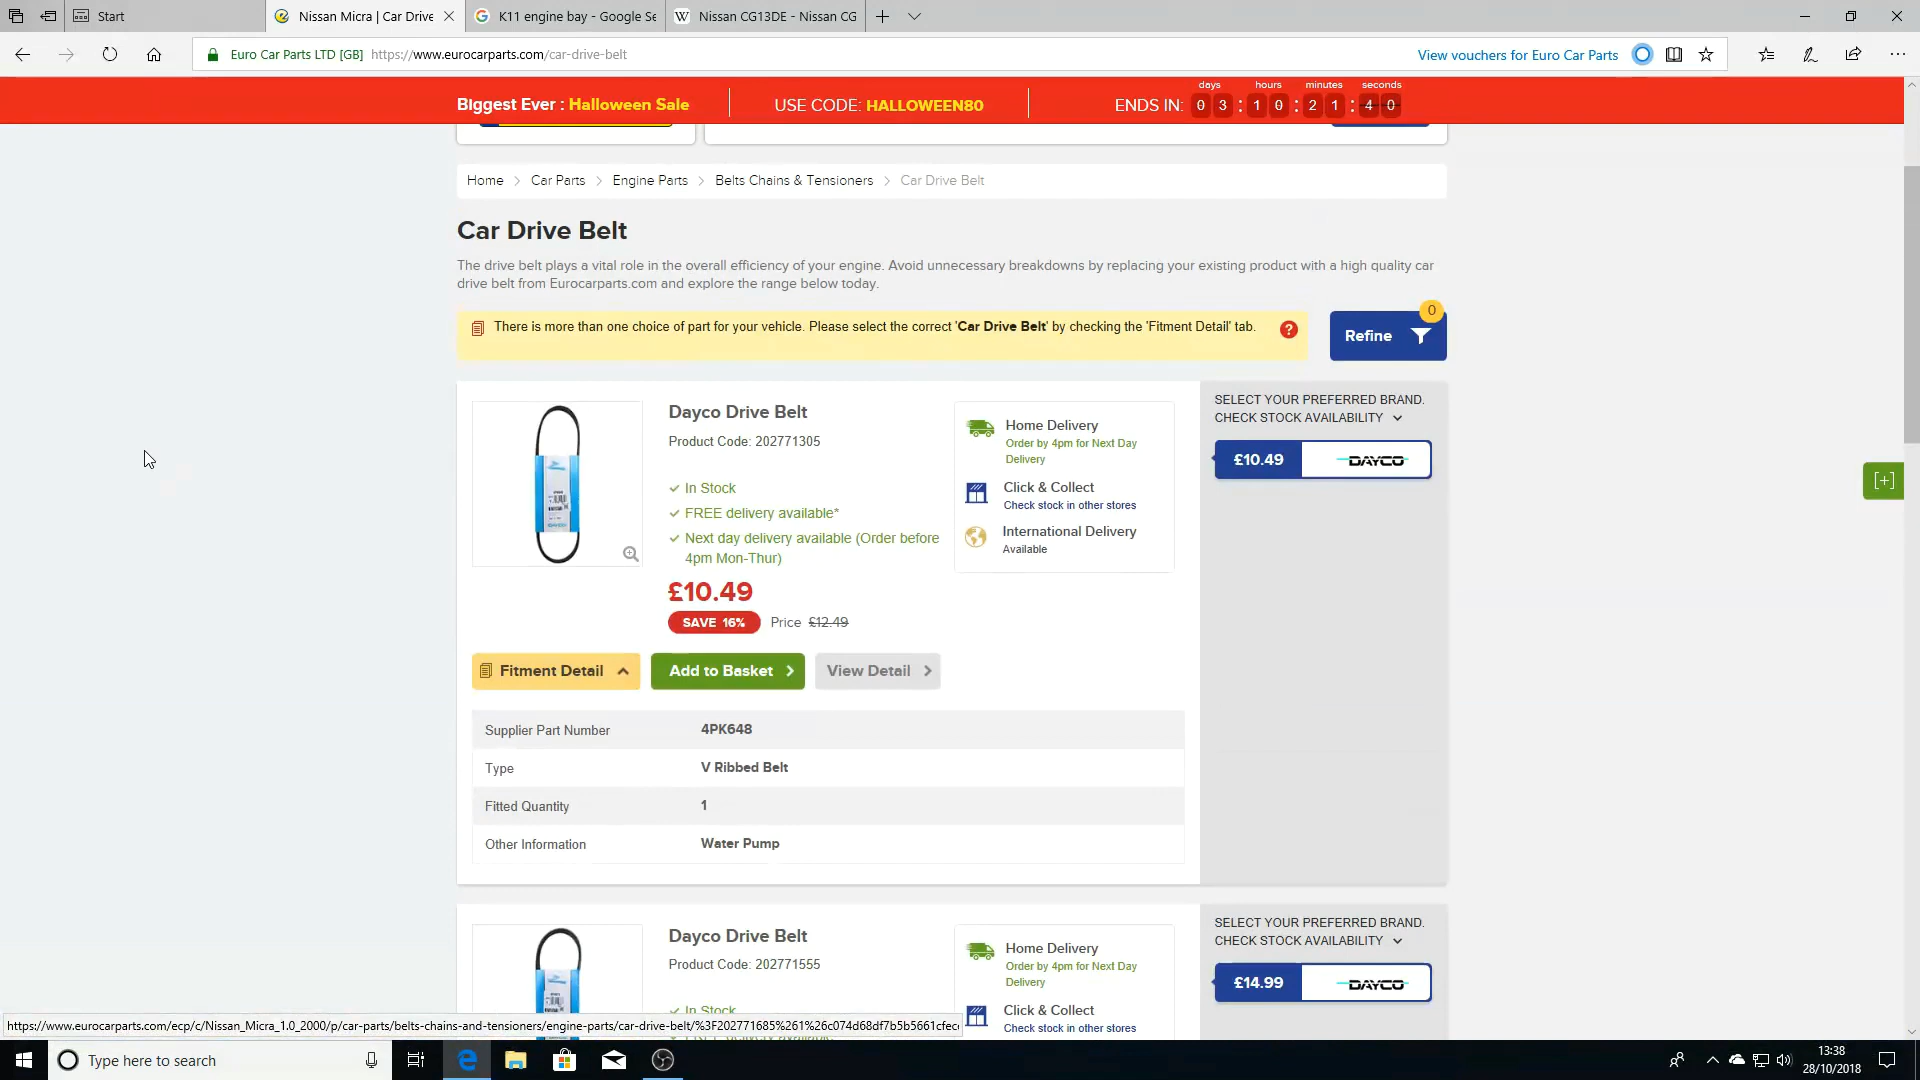 Start
Nissan Micra | Car Drive
K11 engine bay - Google Se
W Nissan CG13DE - Nissan CG
Euro Car Parts LTD [GB] https://www.eurocarparts.com/car-drive-belt
View vouchers for Euro Car Parts
Biggest Ever : Halloween Sale
USE CODE: HALLOWEEN80
ENDS IN:
days hours minutes seconds
0 3 : 1 0 : 2 1 : 4 0
Home > Car Parts > Engine Parts > Belts Chains & Tensioners > Car Drive Belt
Car Drive Belt
The drive belt plays a vital role in the overall efficiency of your engine. Avoid unnecessary breakdowns by replacing your existing product with a high quality car
drive belt from Eurocarparts.com and explore the range below today.
There is more than one choice of part for your vehicle. Please select the correct 'Car Drive Belt' by checking the 'Fitment Detail' tab.
?
Refine
0
Dayco Drive Belt
Product Code: 202771305
In Stock
FREE delivery available*
Next day delivery available (Order before
4pm Mon-Thur)
£10.49
SAVE 16% Price £12.49
Home Delivery
Order by 4pm for Next Day
Delivery
Click & Collect
Check stock in other stores
International Delivery
Available
SELECT YOUR PREFERRED BRAND.
CHECK STOCK AVAILABILITY
£10.49 DAYCO
[+]
Fitment Detail
Add to Basket
View Detail
Supplier Part Number 4PK648
Type V Ribbed Belt
Fitted Quantity 1
Other Information Water Pump
Dayco Drive Belt
Product Code: 202771555
In Stock
FREE delivery available*
Home Delivery
Order by 4pm for Next Day
Delivery
Click & Collect
Check stock in other stores
SELECT YOUR PREFERRED BRAND.
CHECK STOCK AVAILABILITY
£14.99 DAYCO
https://www.eurocarparts.com/ecp/c/Nissan_Micra_1.0_2000/p/car-parts/belts-chains-and-tensioners/engine-parts/car-drive-belt/%3F202771685%261%26c074d68df7b5b5661cfece
Type here to search
13:38
28/10/2018